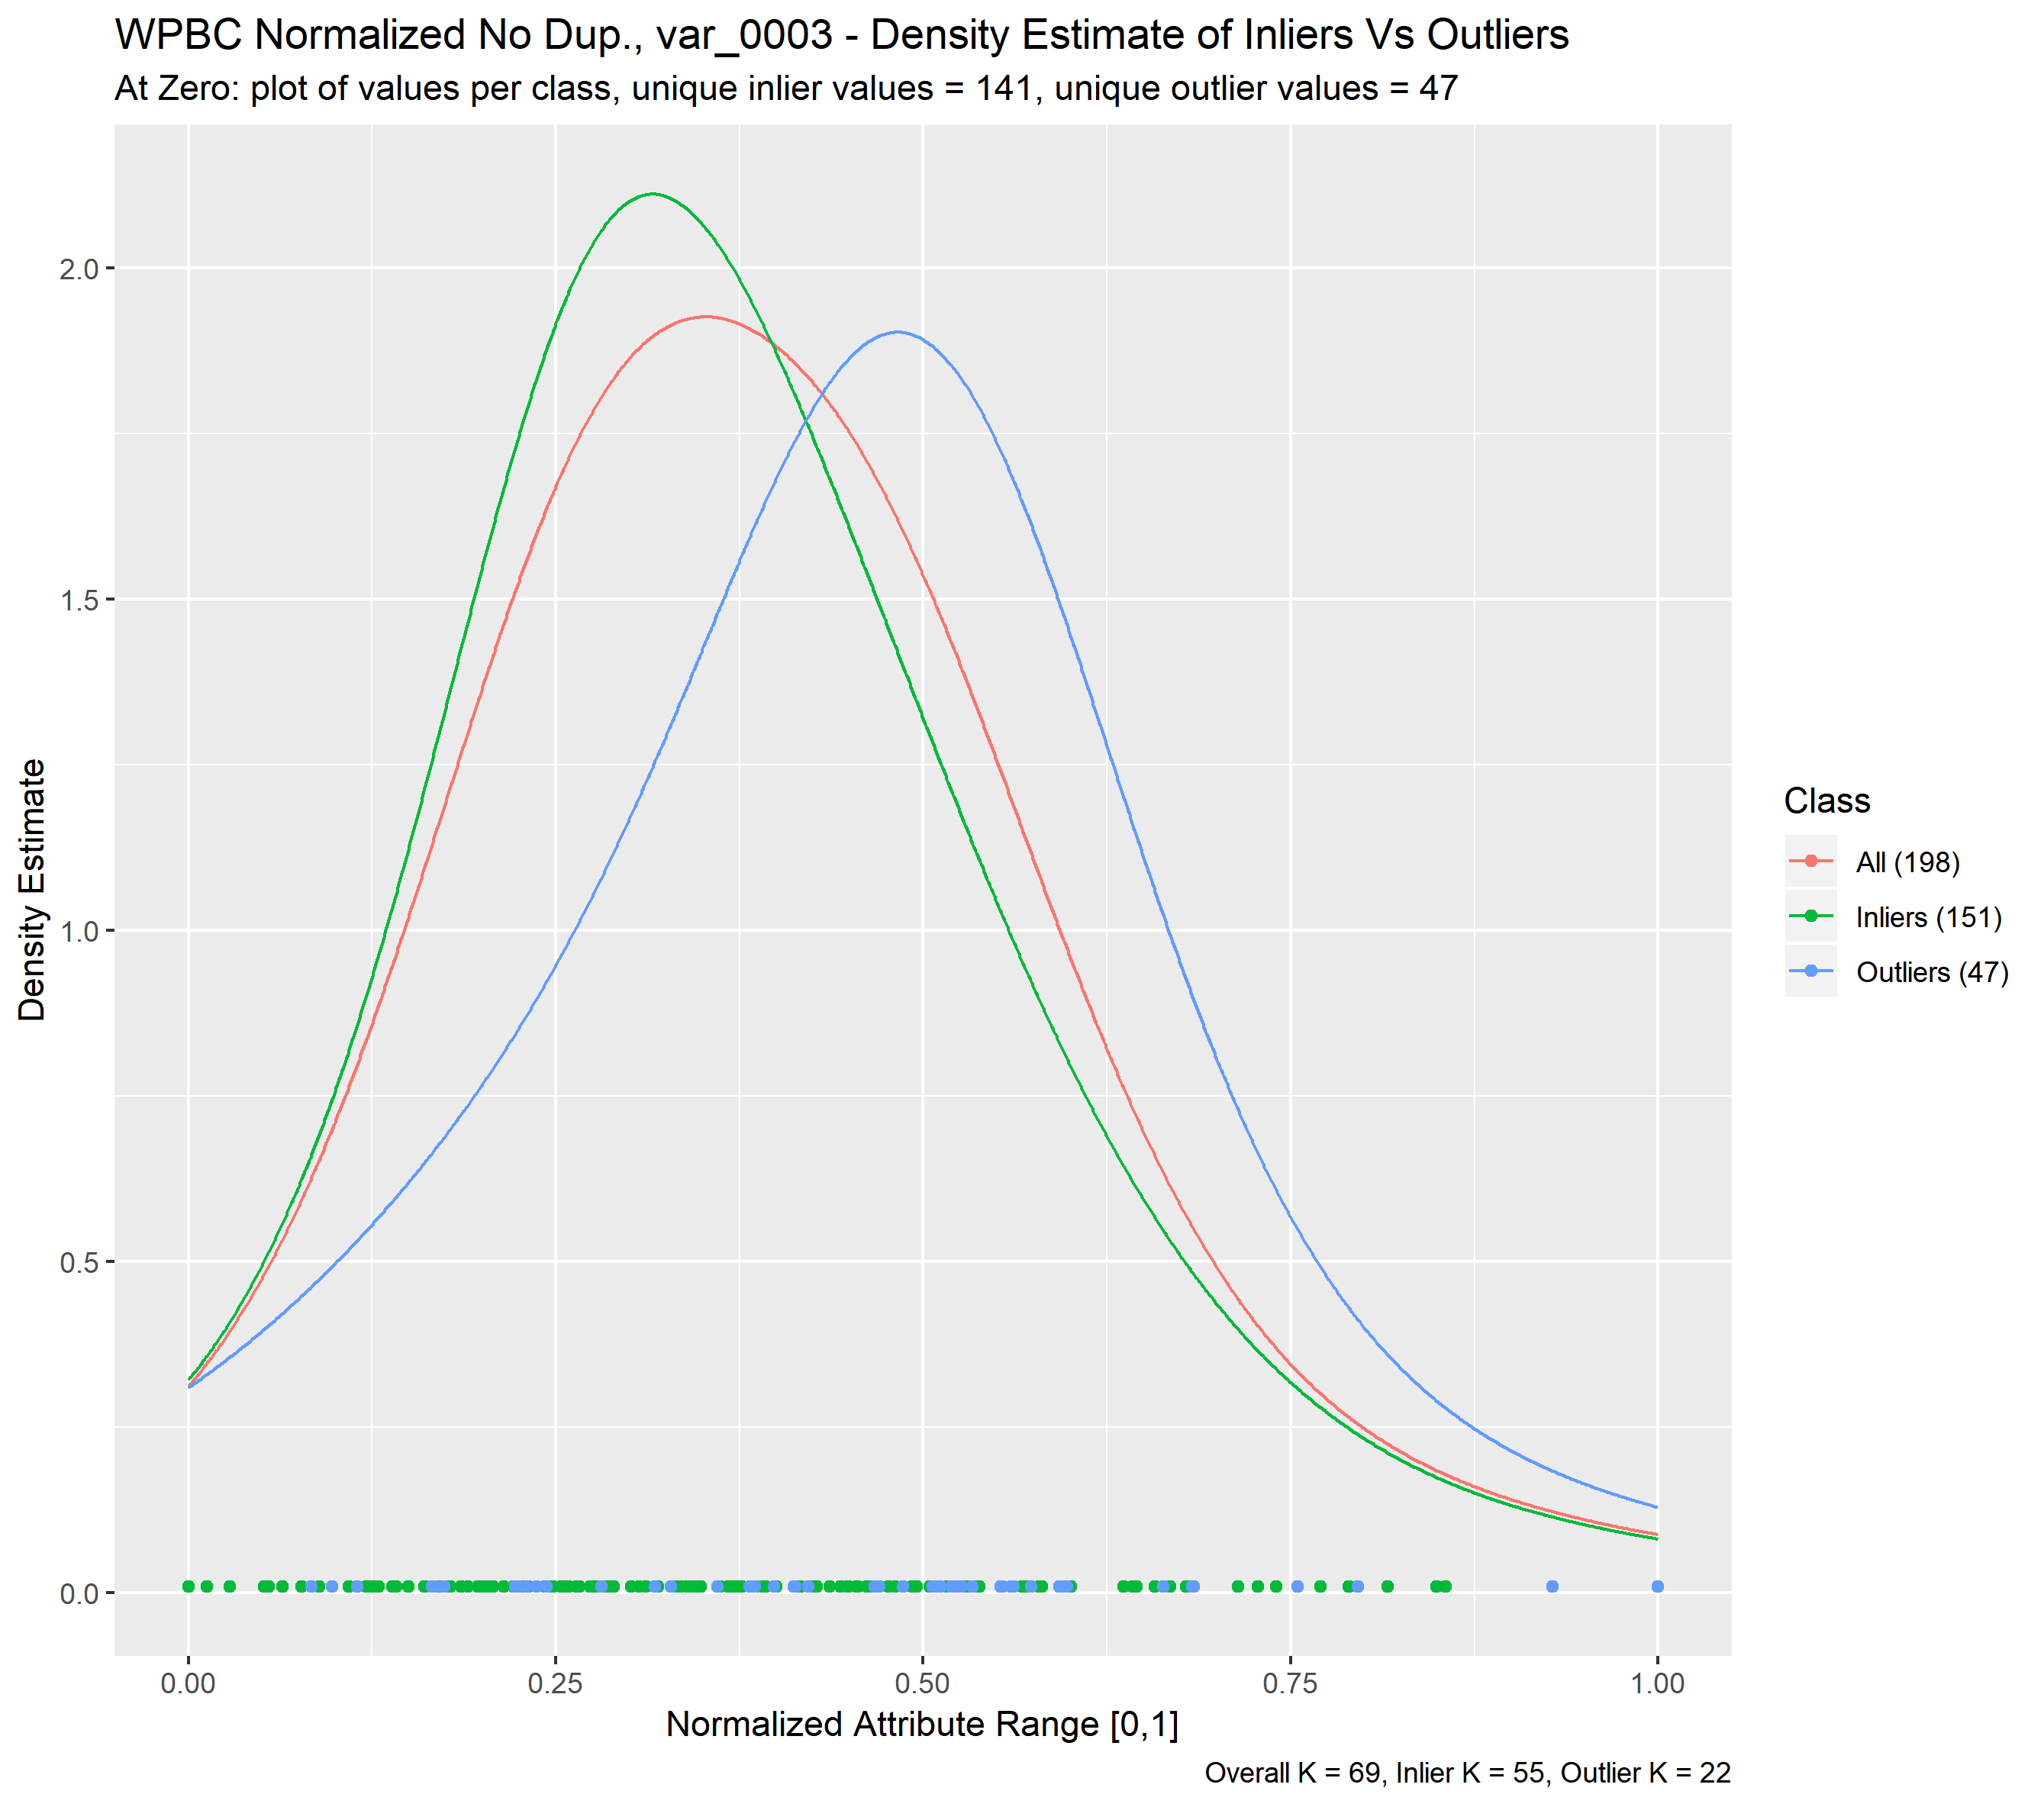 WPBC Normalized No Dup., var_0003 - Density Estimate of Inliers Vs Outliers
At Zero: plot of values per class, unique inlier values = 141, unique outlier values = 47
Density Estimate
2.0
1.5
1.0
0.5
0.0
0.00 0.25 0.50 0.75 1.00
Normalized Attribute Range [0,1]
Class
All (198)
Inliers (151)
Outliers (47)
Overall K = 69, Inlier K = 55, Outlier K = 22